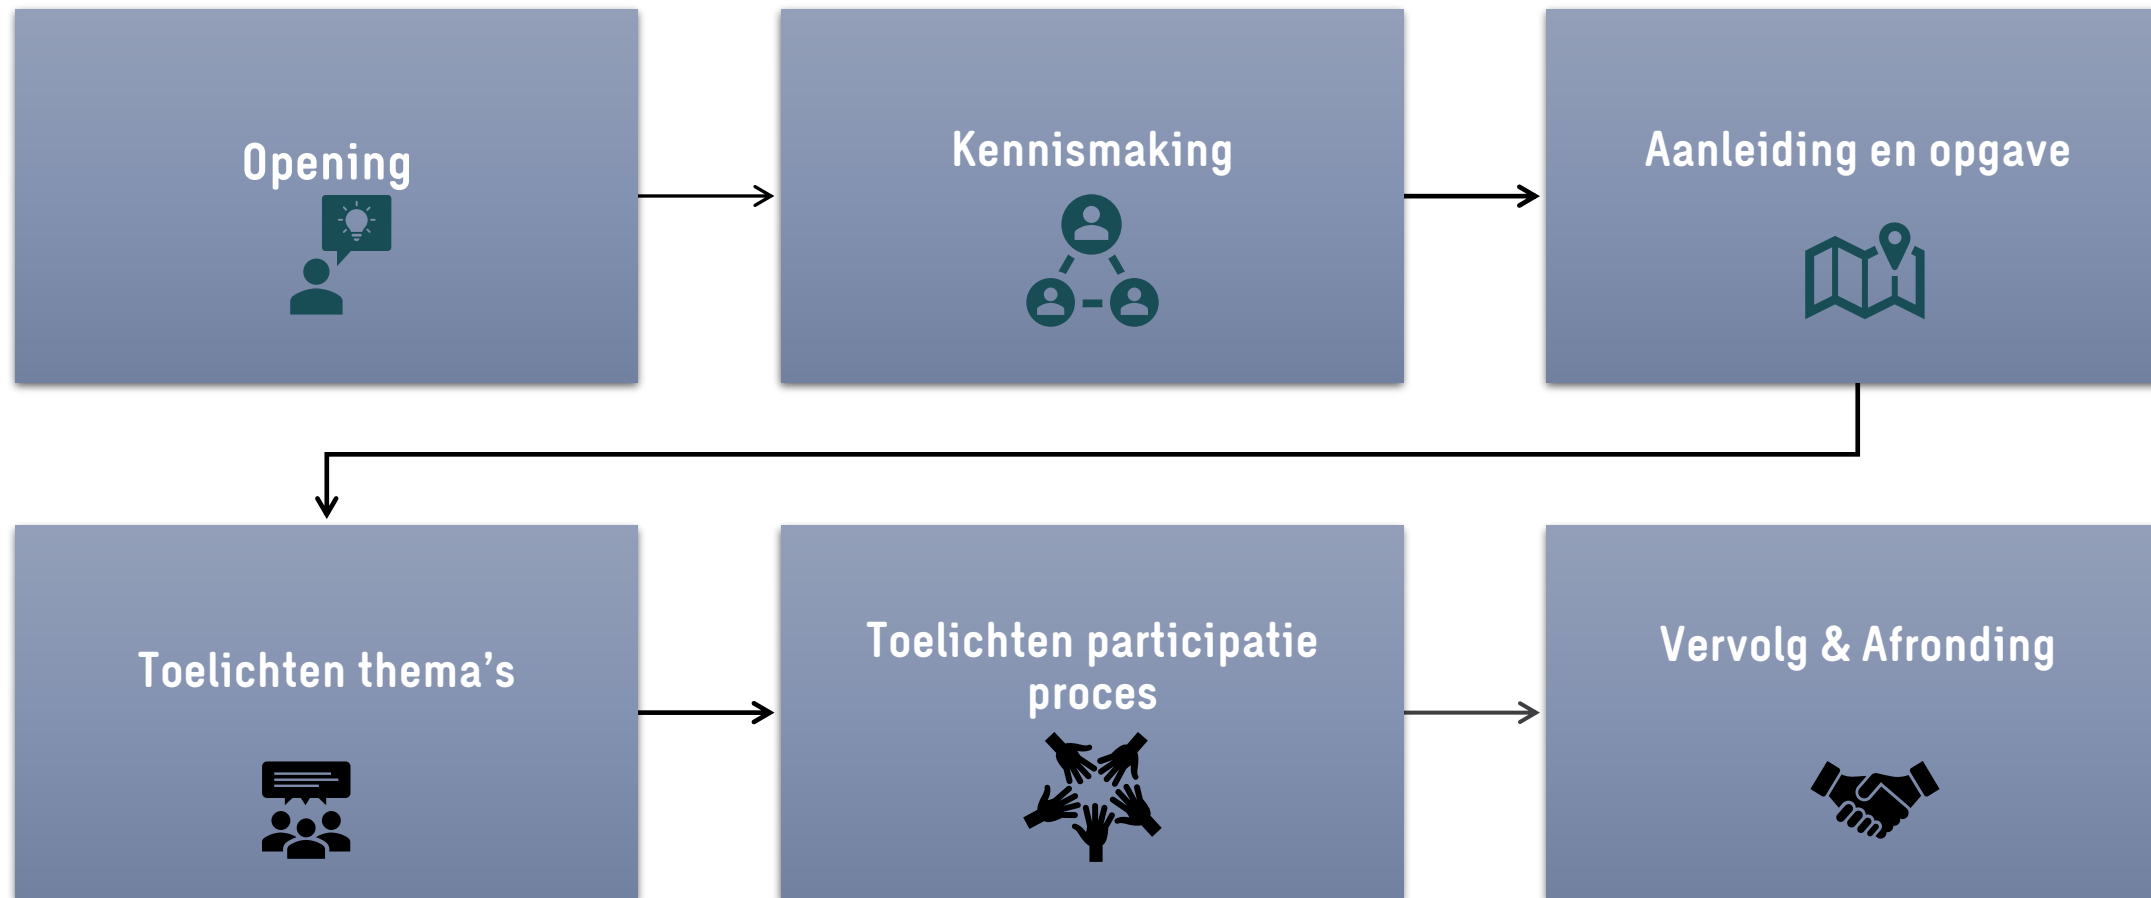 Opening
Kennismaking
Aanleiding en opgave
Toelichten thema’s
Toelichten participatie
proces
Vervolg & Afronding